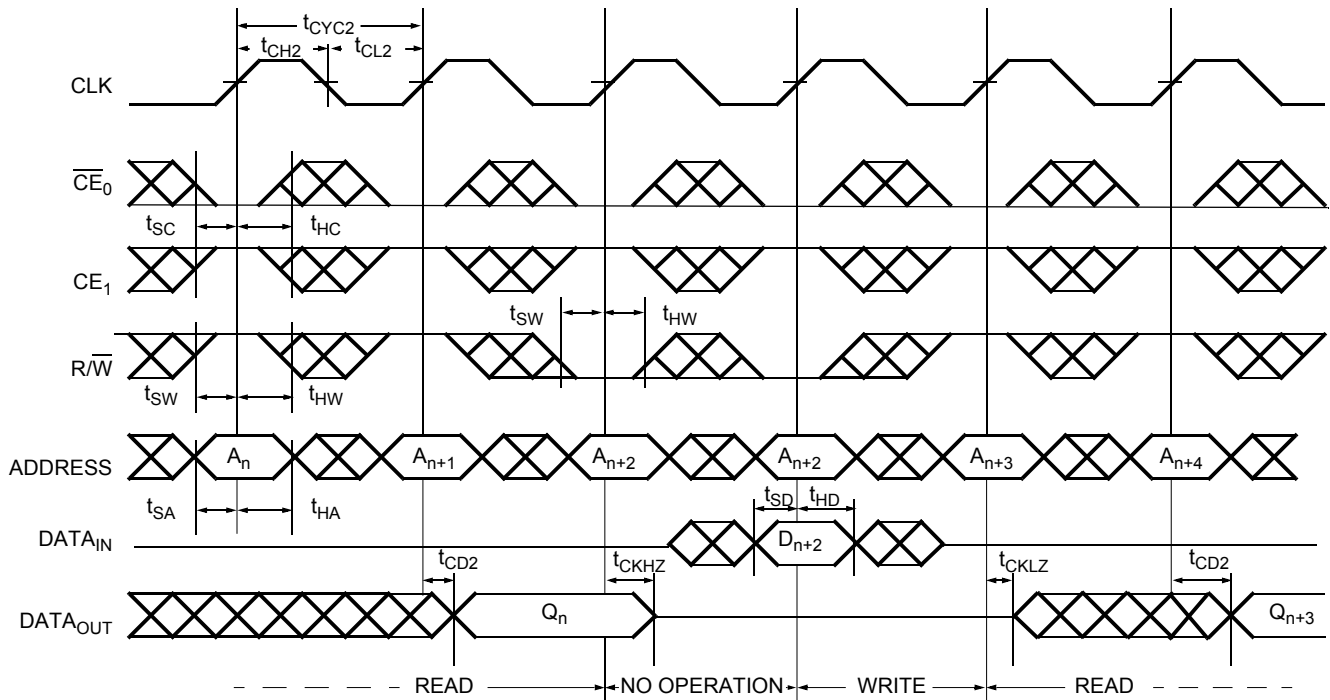 tCYC2
tCH2 tCL2
CLK
CE0
tSC tHC
CE1
tSW tHW
R/W
tSW tHW
An An+1 An+2 An+2 An+3 An+4
ADDRESS
tSA tHA tSD tHD
DATAIN Dn+2
tCD2 tCKHZ tCKLZ tCD2
DATAOUT Qn Qn+3
READ NO OPERATION WRITE READ